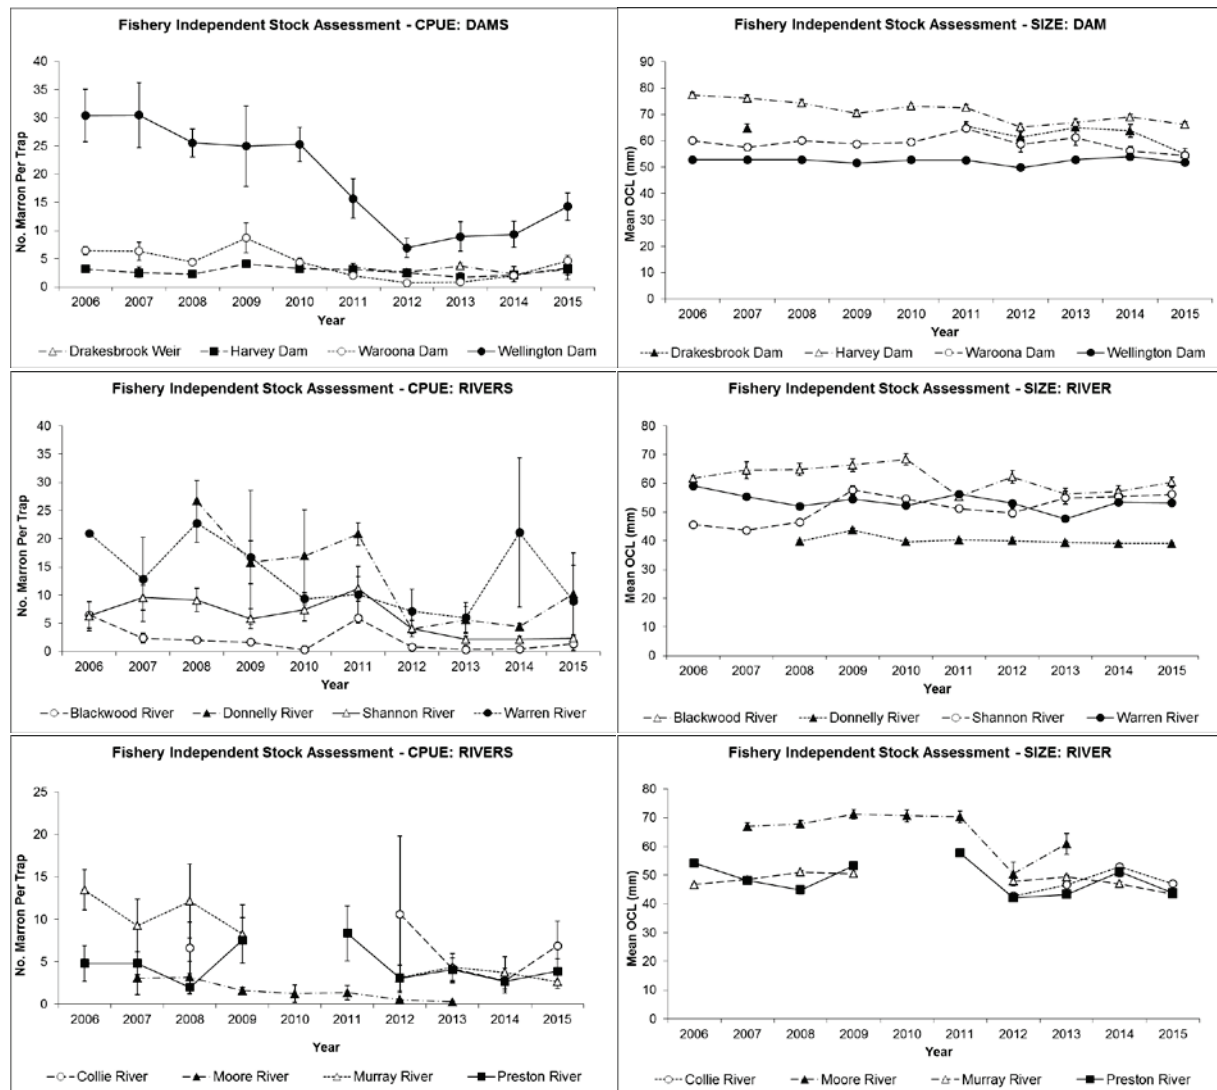 Fishery Independent Stock Assessment - CPUE: DAMS
No. Marron Per Trap
40
35
30
25
20
15
10
5
0
2006 2007 2008 2009 2010 2011 2012 2013 2014 2015
Year
Drakesbrook Weir Harvey Dam Waroona Dam Wellington Dam
Fishery Independent Stock Assessment - SIZE: DAM
Mean OCL (mm)
90
80
70
60
50
40
30
20
10
0
2006 2007 2008 2009 2010 2011 2012 2013 2014 2015
Year
Drakesbrook Dam Harvey Dam Waroona Dam Wellington Dam
Fishery Independent Stock Assessment - CPUE: RIVERS
No. Marron Per Trap
40
35
30
25
20
15
10
5
0
2006 2007 2008 2009 2010 2011 2012 2013 2014 2015
Year
Blackwood River Donnelly River Shannon River Warren River
Fishery Independent Stock Assessment - SIZE: RIVER
Mean OCL (mm)
80
70
60
50
40
30
20
10
0
2006 2007 2008 2009 2010 2011 2012 2013 2014 2015
Year
Blackwood River Donnelly River Shannon River Warren River
Fishery Independent Stock Assessment - CPUE: RIVERS
No. Marron Per Trap
25
20
15
10
5
0
2006 2007 2008 2009 2010 2011 2012 2013 2014 2015
Year
Collie River Moore River Murray River Preston River
Fishery Independent Stock Assessment - SIZE: RIVER
Mean OCL (mm)
80
70
60
50
40
30
20
10
0
2006 2007 2008 2009 2010 2011 2012 2013 2014 2015
Year
Collie River Moore River Murray River Preston River